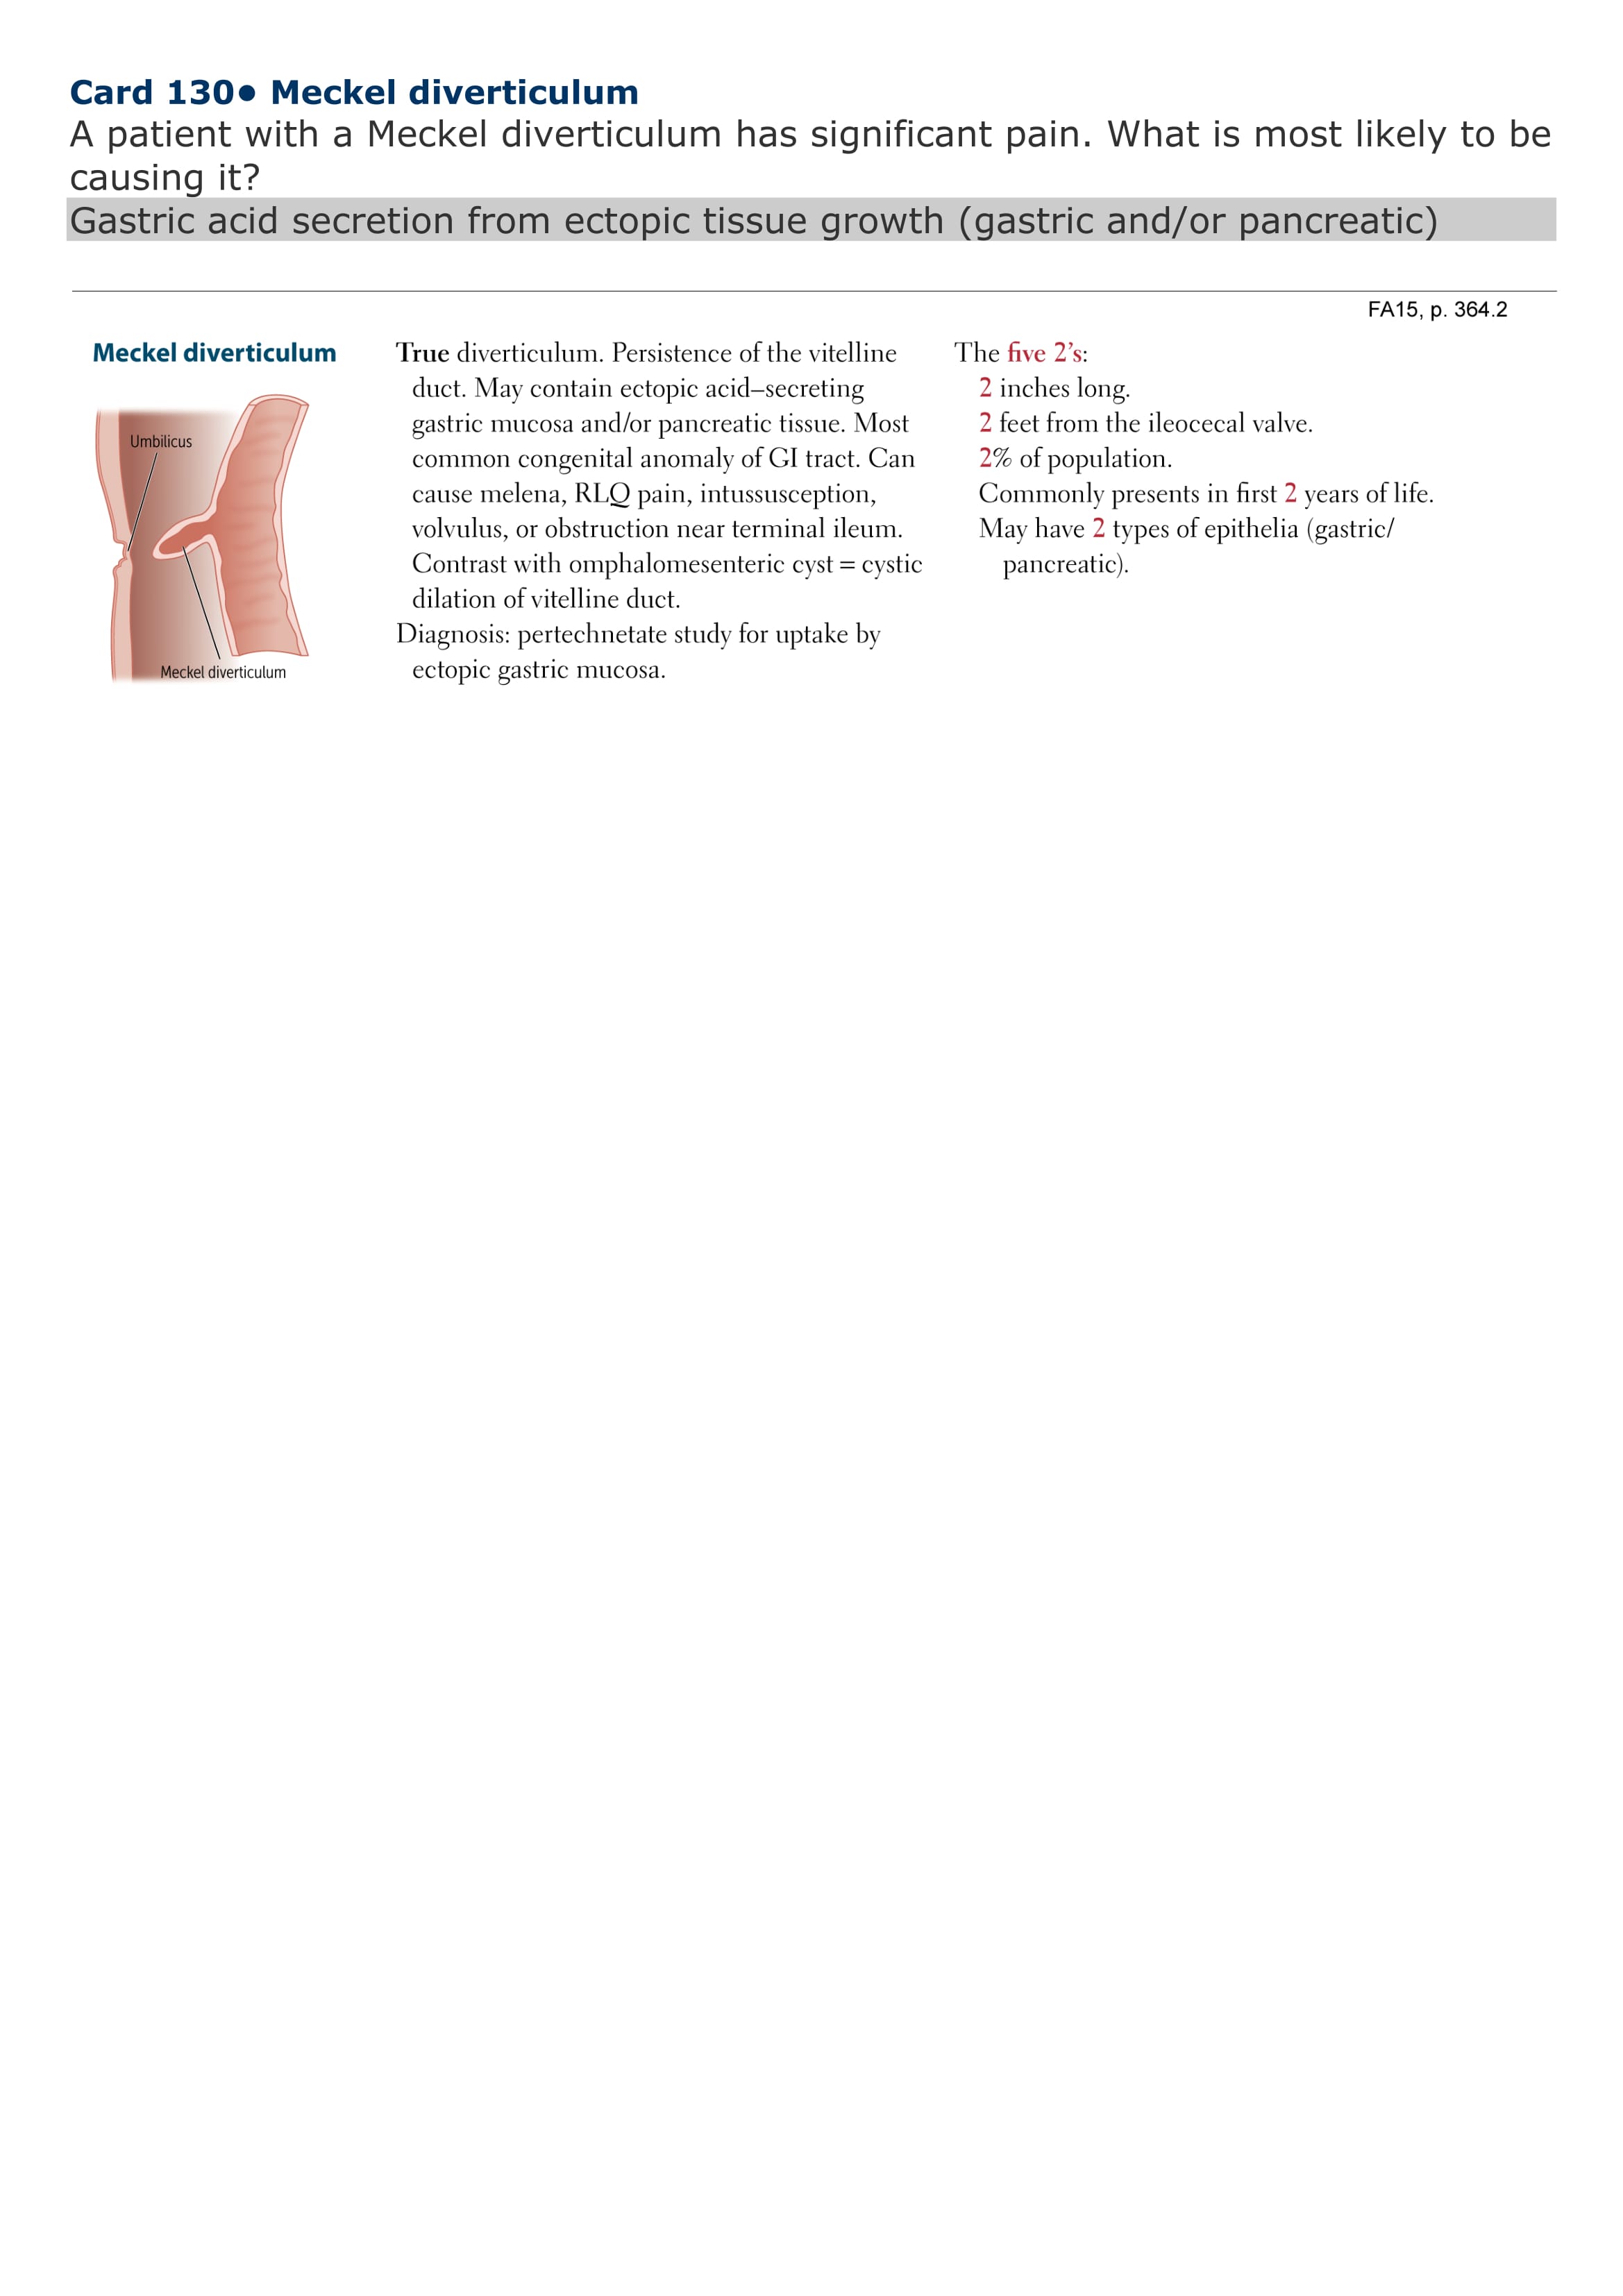 Card 130• Meckel diverticulum
A patient with a Meckel diverticulum has significant pain. What is most likely to be
causing it?
Gastric acid secretion from ectopic tissue growth (gastric and/or pancreatic)
FA15, p. 364.2
Meckel diverticulum
Umbilicus
Meckel diverticulum
True diverticulum. Persistence of the vitelline
duct. May contain ectopic acid–secreting
gastric mucosa and/or pancreatic tissue. Most
common congenital anomaly of GI tract. Can
cause melena, RLQ pain, intussusception,
volvulus, or obstruction near terminal ileum.
Contrast with omphalomesenteric cyst = cystic
dilation of vitelline duct.
Diagnosis: pertechnetate study for uptake by
ectopic gastric mucosa.
The five 2’s:
2 inches long.
2 feet from the ileocecal valve.
2% of population.
Commonly presents in first 2 years of life.
May have 2 types of epithelia (gastric/
pancreatic).